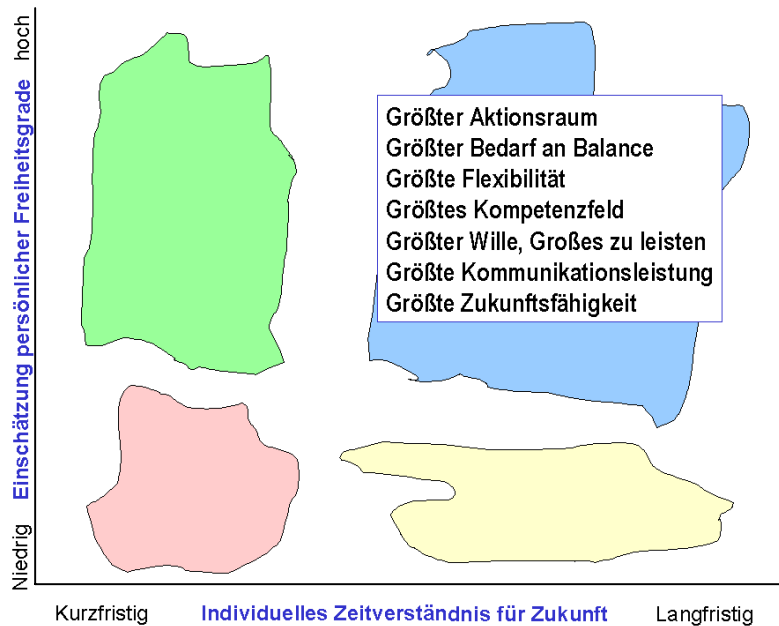 hoch
Einschätzung persönlicher Freiheitsgrade
Niedrig
Größter Aktionsraum
Größter Bedarf an Balance
Größte Flexibilität
Größtes Kompetenzfeld
Größter Wille, Großes zu leisten
Größte Kommunikationsleistung
Größte Zukunftsfähigkeit
Kurzfristig Individuelles Zeitverständnis für Zukunft Langfristig